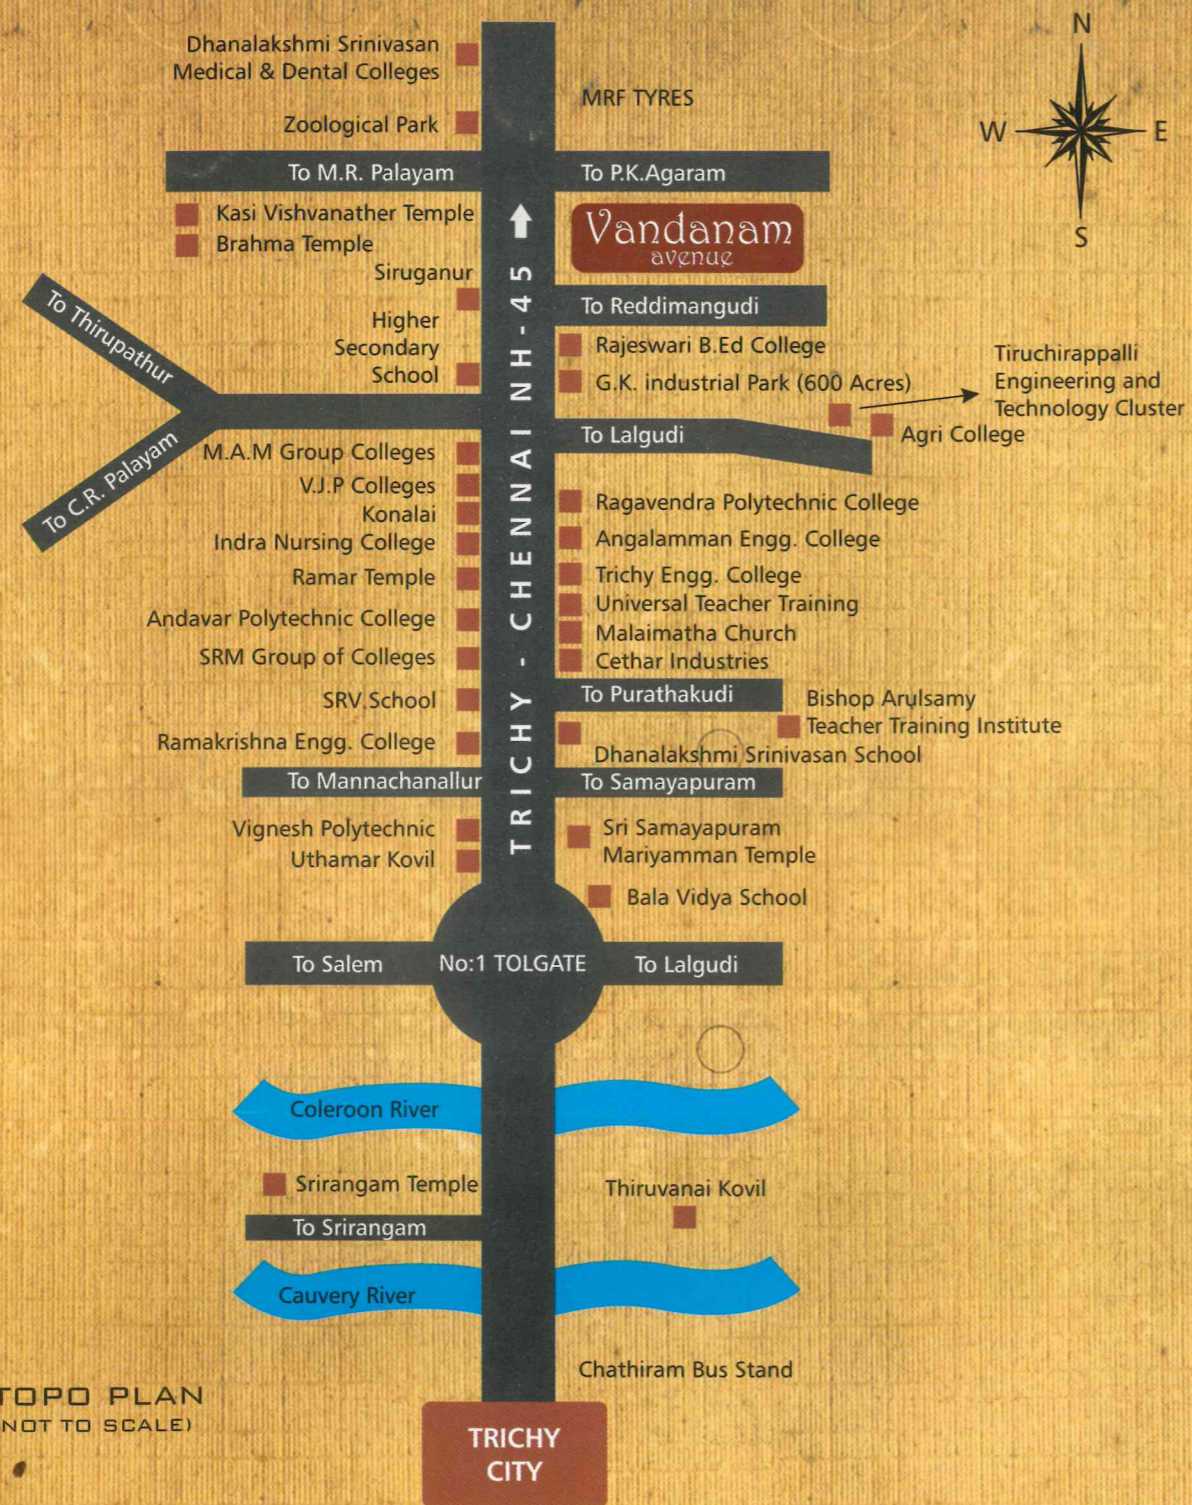 Dhanalakshmi Srinivasan
Medical & Dental Colleges
MRF TYRES
N
W
E
S
Zoological Park
To M.R. Palayam
To P.K.Agaram
Kasi Vishvanather Temple
Brahma Temple
Vandanam
avenue
Siruganur
To Reddimangudi
To Thirupathur
Higher
Secondary
School
Rajeswari B.Ed College
G.K. industrial Park (600 Acres)
Tiruchirappalli
Engineering and
Technology Cluster
To Lalgudi
Agri College
To C.R. Palayam
M.A.M Group Colleges
V.J.P Colleges
Konalai
Indra Nursing College
Ramar Temple
Andavar Polytechnic College
SRM Group of Colleges
SRV School
Ramakrishna Engg. College
TRICHY - CHENNAI NH-45
Ragavendra Polytechnic College
Angalamman Engg. College
Trichy Engg. College
Universal Teacher Training
Malaimatha Church
Cethar Industries
To Purathakudi
Bishop Arulsamy
Teacher Training Institute
Dhanalakshmi Srinivasan School
To Mannachanallur
To Samayapuram
Vignesh Polytechnic
Uthamar Kovil
Sri Samayapuram
Mariyamman Temple
Bala Vidya School
To Salem
No:1 TOLGATE
To Lalgudi
Coleroon River
Srirangam Temple
Thiruvanai Kovil
To Srirangam
Cauvery River
Chathiram Bus Stand
TOPO PLAN
NOT TO SCALE)
TRICHY
CITY